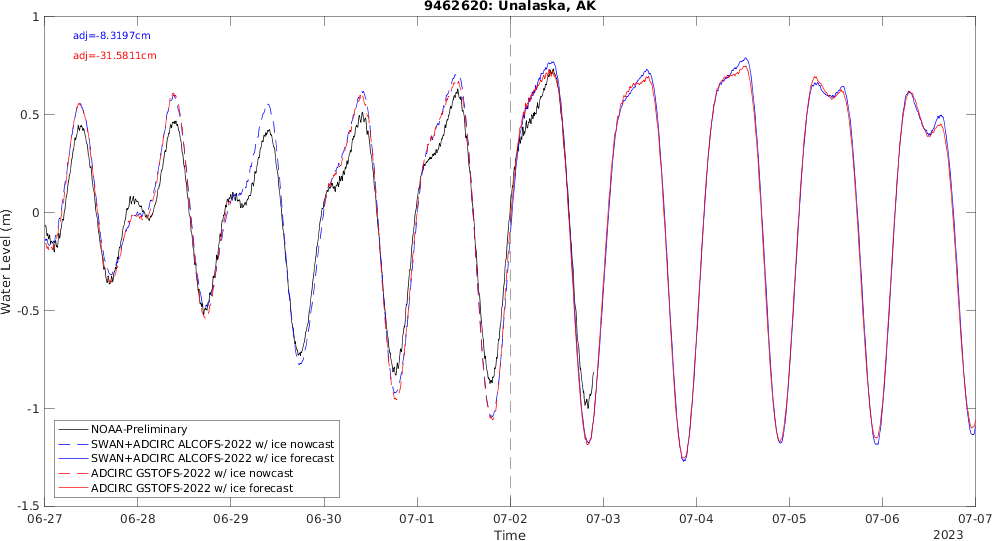 9462620: Unalaska, AK
adj=-8.3197cm
adj=-31.5811cm
1
0.5
0
-0.5
-1
-1.5
Water Level (m)
NOAA-Preliminary
SWAN+ADCIRC ALCOFS-2022 w/ ice nowcast
SWAN+ADCIRC ALCOFS-2022 w/ ice forecast
ADCIRC GSTOFS-2022 w/ ice nowcast
ADCIRC GSTOFS-2022 w/ ice forecast
06-27 06-28 06-29 06-30 07-01 07-02 07-03 07-04 07-05 07-06 07-07
Time
2023